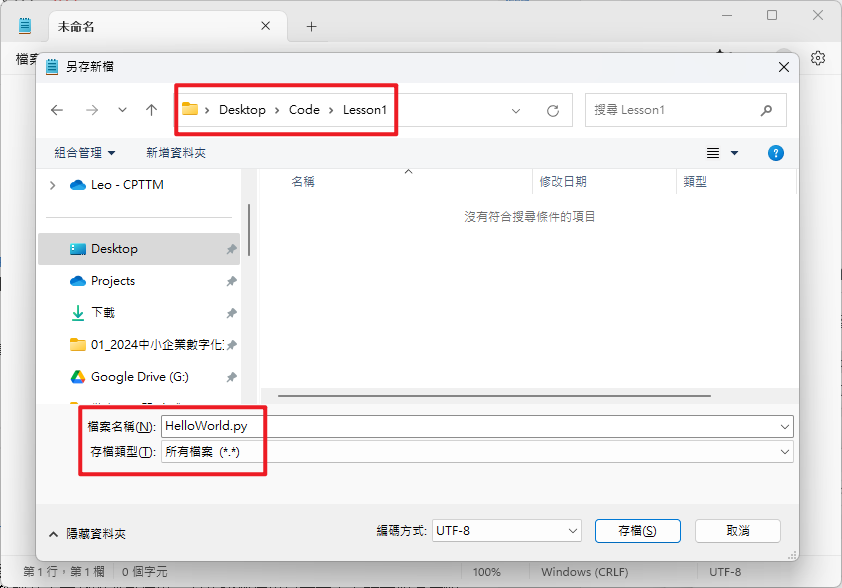 未命名
檔案
另存新檔
Desktop > Code > Lesson1
搜尋 Lesson1
組合管理
新增資料夾
Leo - CPTTM
名稱
修改日期
類型
沒有符合搜尋條件的項目
Desktop
Projects
下載
01_2024中小企業數字化
Google Drive (G:)
檔案名稱(N): HelloWorld.py
存檔類型(T): 所有檔案 (*.*)
隱藏資料夾
編碼方式: UTF-8
存檔(S)
取消
第 1 行，第 1 欄
0 個字元
100%
Windows (CRLF)
UTF-8